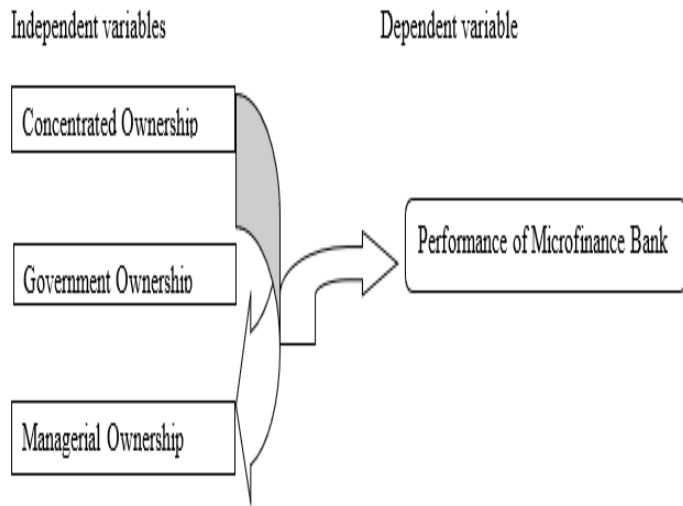 Independent variables
Dependent variable
Concentrated Ownership
Performance of Microfinance Bank
Government Ownership
Managerial Ownership